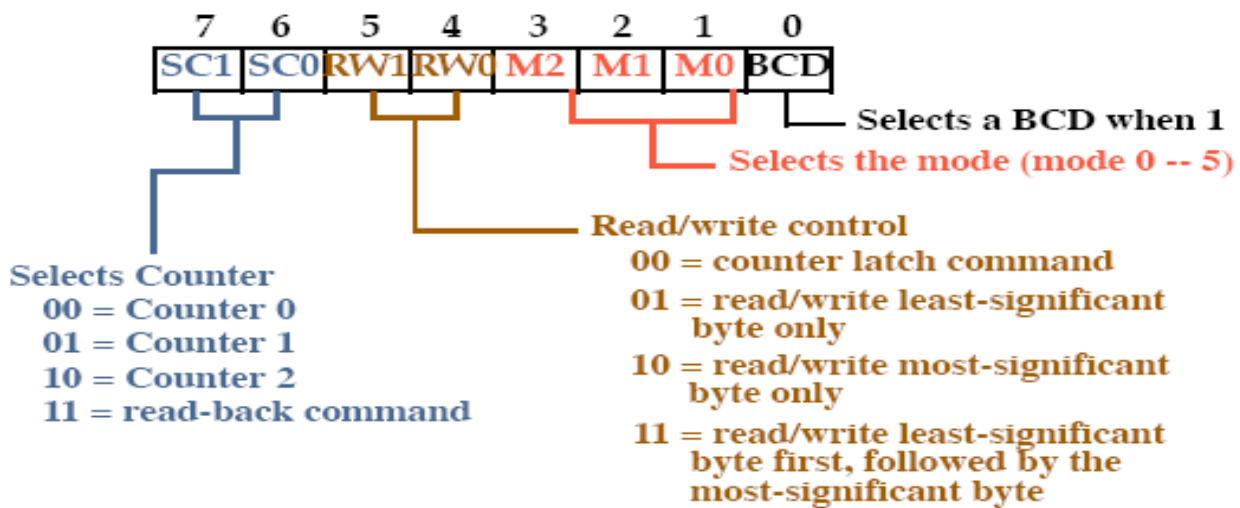 7 6 5 4 3 2 1 0
SC1 SC0 RW1 RW0 M2 M1 M0 BCD
Selects a BCD when 1
Selects the mode (mode 0 -- 5)
Read/write control
00 = counter latch command
01 = read/write least-significant
byte only
10 = read/write most-significant
byte only
11 = read/write least-significant
byte first, followed by the
most-significant byte
Selects Counter
00 = Counter 0
01 = Counter 1
10 = Counter 2
11 = read-back command